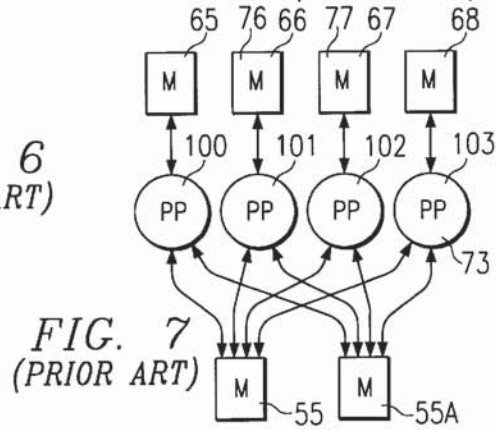 65 76 66 77 67 68
M M M M
6
ART)
100 101 102 103
PP PP PP PP
73
FIG. 7
(PRIOR ART)
M M
55 55A